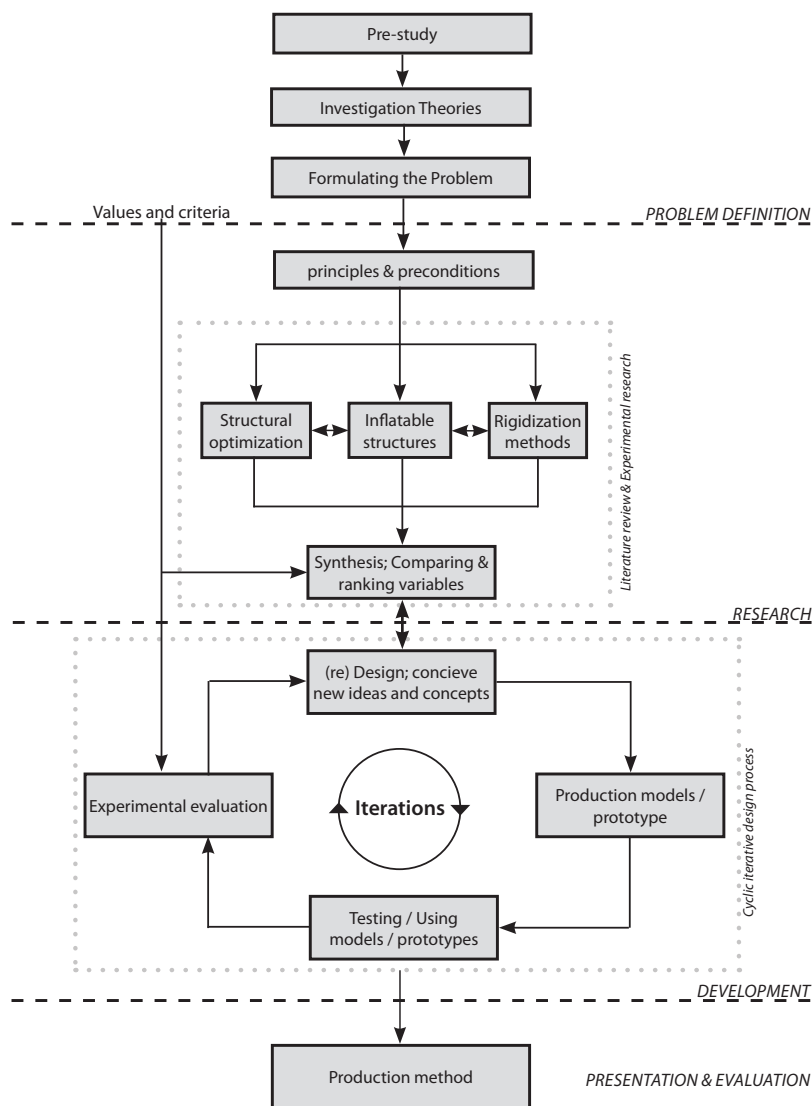 Pre-study
Investigation Theories
Formulating the Problem
Values and criteria
PROBLEM DEFINITION
principles & preconditions
Structural
optimization
Inflatable
structures
Rigidization
methods
Literature review & Experimental research
Synthesis; Comparing &
ranking variables
RESEARCH
(re) Design; concieve
new ideas and concepts
Experimental evaluation
Iterations
Production models /
prototype
Cyclic iterative design process
Testing / Using
models / prototypes
DEVELOPMENT
Production method
PRESENTATION & EVALUATION